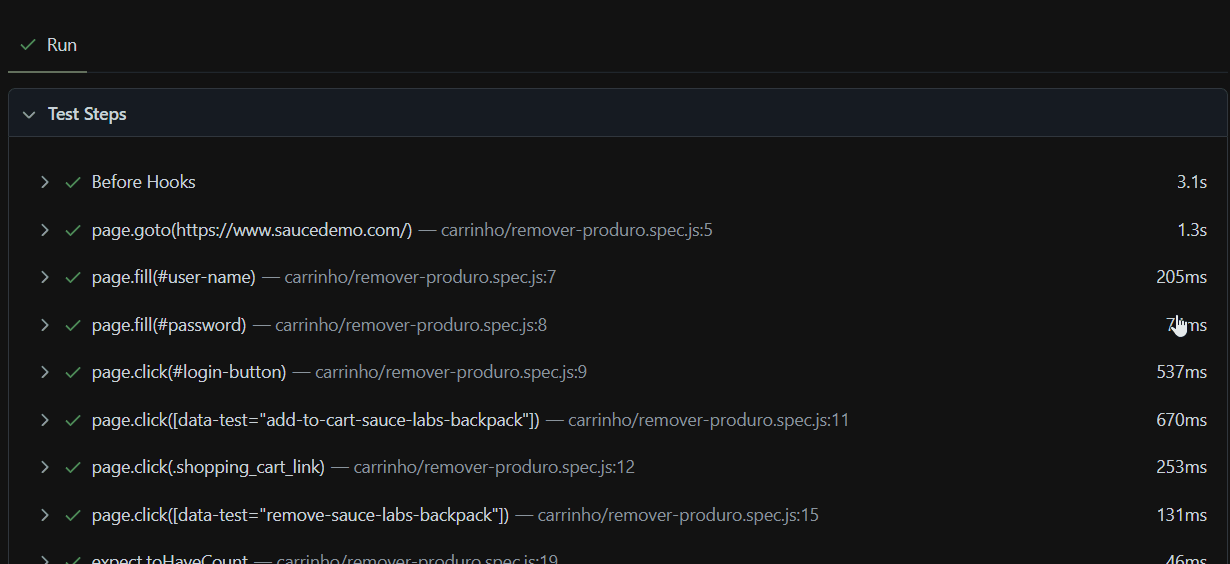 Run
Test Steps
Before Hooks 3.1s
page.goto(https://www.saucedemo.com/) — carrinho/remover-produro.spec.js:5 1.3s
page.fill(#user-name) — carrinho/remover-produro.spec.js:7 205ms
page.fill(#password) — carrinho/remover-produro.spec.js:8
page.click(#login-button) — carrinho/remover-produro.spec.js:9 537ms
page.click([data-test="add-to-cart-sauce-labs-backpack"]) — carrinho/remover-produro.spec.js:11 670ms
page.click(.shopping_cart_link) — carrinho/remover-produro.spec.js:12 253ms
page.click([data-test="remove-sauce-labs-backpack"]) — carrinho/remover-produro.spec.js:15 131ms
expect.toHaveCount — carrinho/remover-produro.spec.js:19 46ms